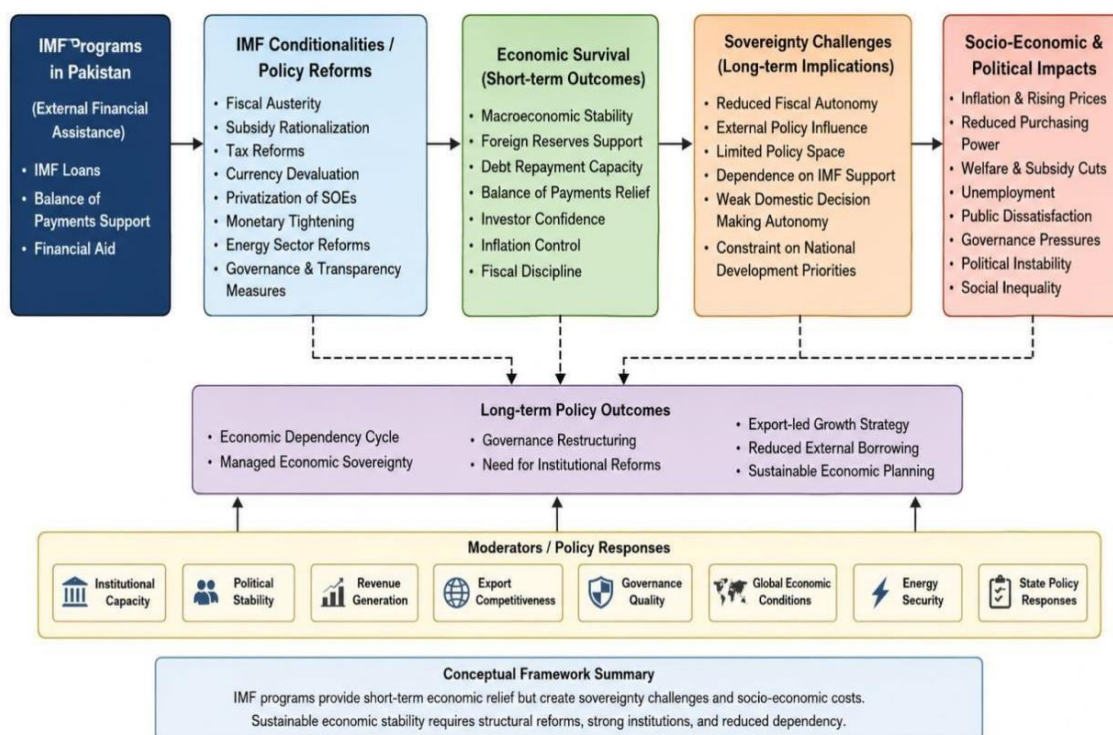 IMF Programs
in Pakistan
(External Financial
Assistance)
• IMF Loans
• Balance of
Payments Support
• Financial Aid
IMF Conditionalities /
Policy Reforms
• Fiscal Austerity
• Subsidy Rationalization
• Tax Reforms
• Currency Devaluation
• Privatization of SOEs
• Monetary Tightening
• Energy Sector Reforms
• Governance & Transparency
Measures
Economic Survival
(Short-term Outcomes)
• Macroeconomic Stability
• Foreign Reserves Support
• Debt Repayment Capacity
• Balance of Payments Relief
• Investor Confidence
• Inflation Control
• Fiscal Discipline
Sovereignty Challenges
(Long-term Implications)
• Reduced Fiscal Autonomy
• External Policy Influence
• Limited Policy Space
• Dependence on IMF Support
• Weak Domestic Decision
Making Autonomy
• Constraint on National
Development Priorities
Socio-Economic &
Political Impacts
• Inflation & Rising Prices
• Reduced Purchasing
Power
• Welfare & Subsidy Cuts
• Unemployment
• Public Dissatisfaction
• Governance Pressures
• Political Instability
• Social Inequality
Long-term Policy Outcomes
• Economic Dependency Cycle
• Managed Economic Sovereignty
• Governance Restructuring
• Need for Institutional Reforms
• Export-led Growth Strategy
• Reduced External Borrowing
• Sustainable Economic Planning
Moderators / Policy Responses
Institutional
Capacity
Political
Stability
Revenue
Generation
Export
Competitiveness
Governance
Quality
Global Economic
Conditions
Energy
Security
State Policy
Responses
Conceptual Framework Summary
IMF programs provide short-term economic relief but create sovereignty challenges and socio-economic costs.
Sustainable economic stability requires structural reforms, strong institutions, and reduced dependency.